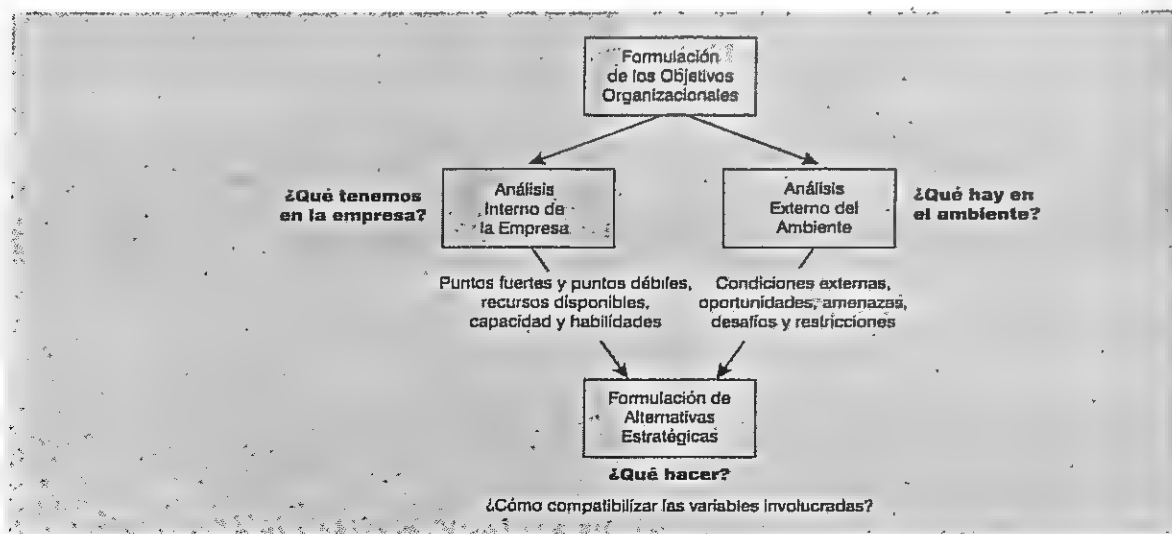 Formulación
de los Objetivos
Organizacionales
¿Qué tenemos
en la empresa?
Análisis
Interno de
la Empresa
Análisis
Externo del
Ambiente
¿Qué hay en
el ambiente?
Puntos fuertes y puntos débiles,
recursos disponibles,
capacidad y habilidades
Condiciones externas,
oportunidades, amenazas,
desafíos y restricciones
Formulación de
Alternativas
Estratégicas
¿Qué hacer?
¿Cómo compatibilizar las variables involucradas?